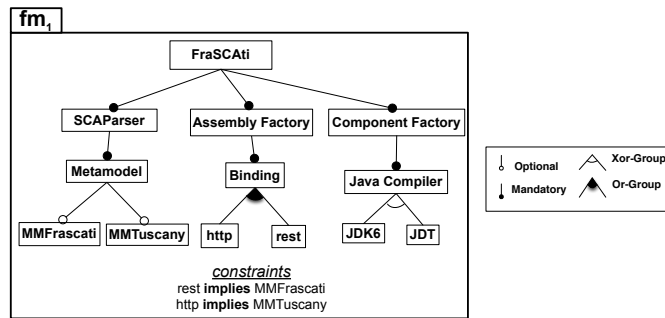 fm1
FraSCAti
SCAParser Assembly Factory Component Factory
Metamodel Binding Java Compiler
MMFrascati MMTuscany http rest JDK6 JDT
constraints
rest implies MMFrascati
http implies MMTuscany
Optional Xor-Group
Mandatory Or-Group